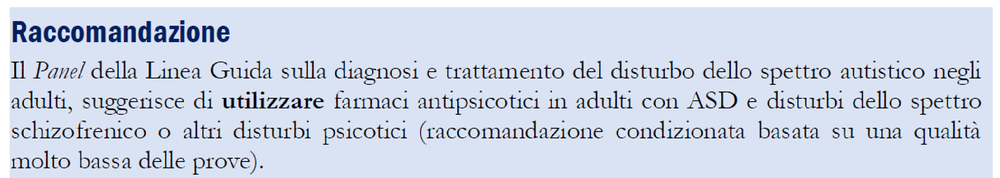 Raccomandazione
Il Panel della Linea Guida sulla diagnosi e trattamento del disturbo dello spettro autistico negli
adulti, suggerisce di utilizzare farmaci antipsicotici in adulti con ASD e disturbi dello spettro
schizofrenico o altri disturbi psicotici (raccomandazione condizionata basata su una qualità
molto bassa delle prove).